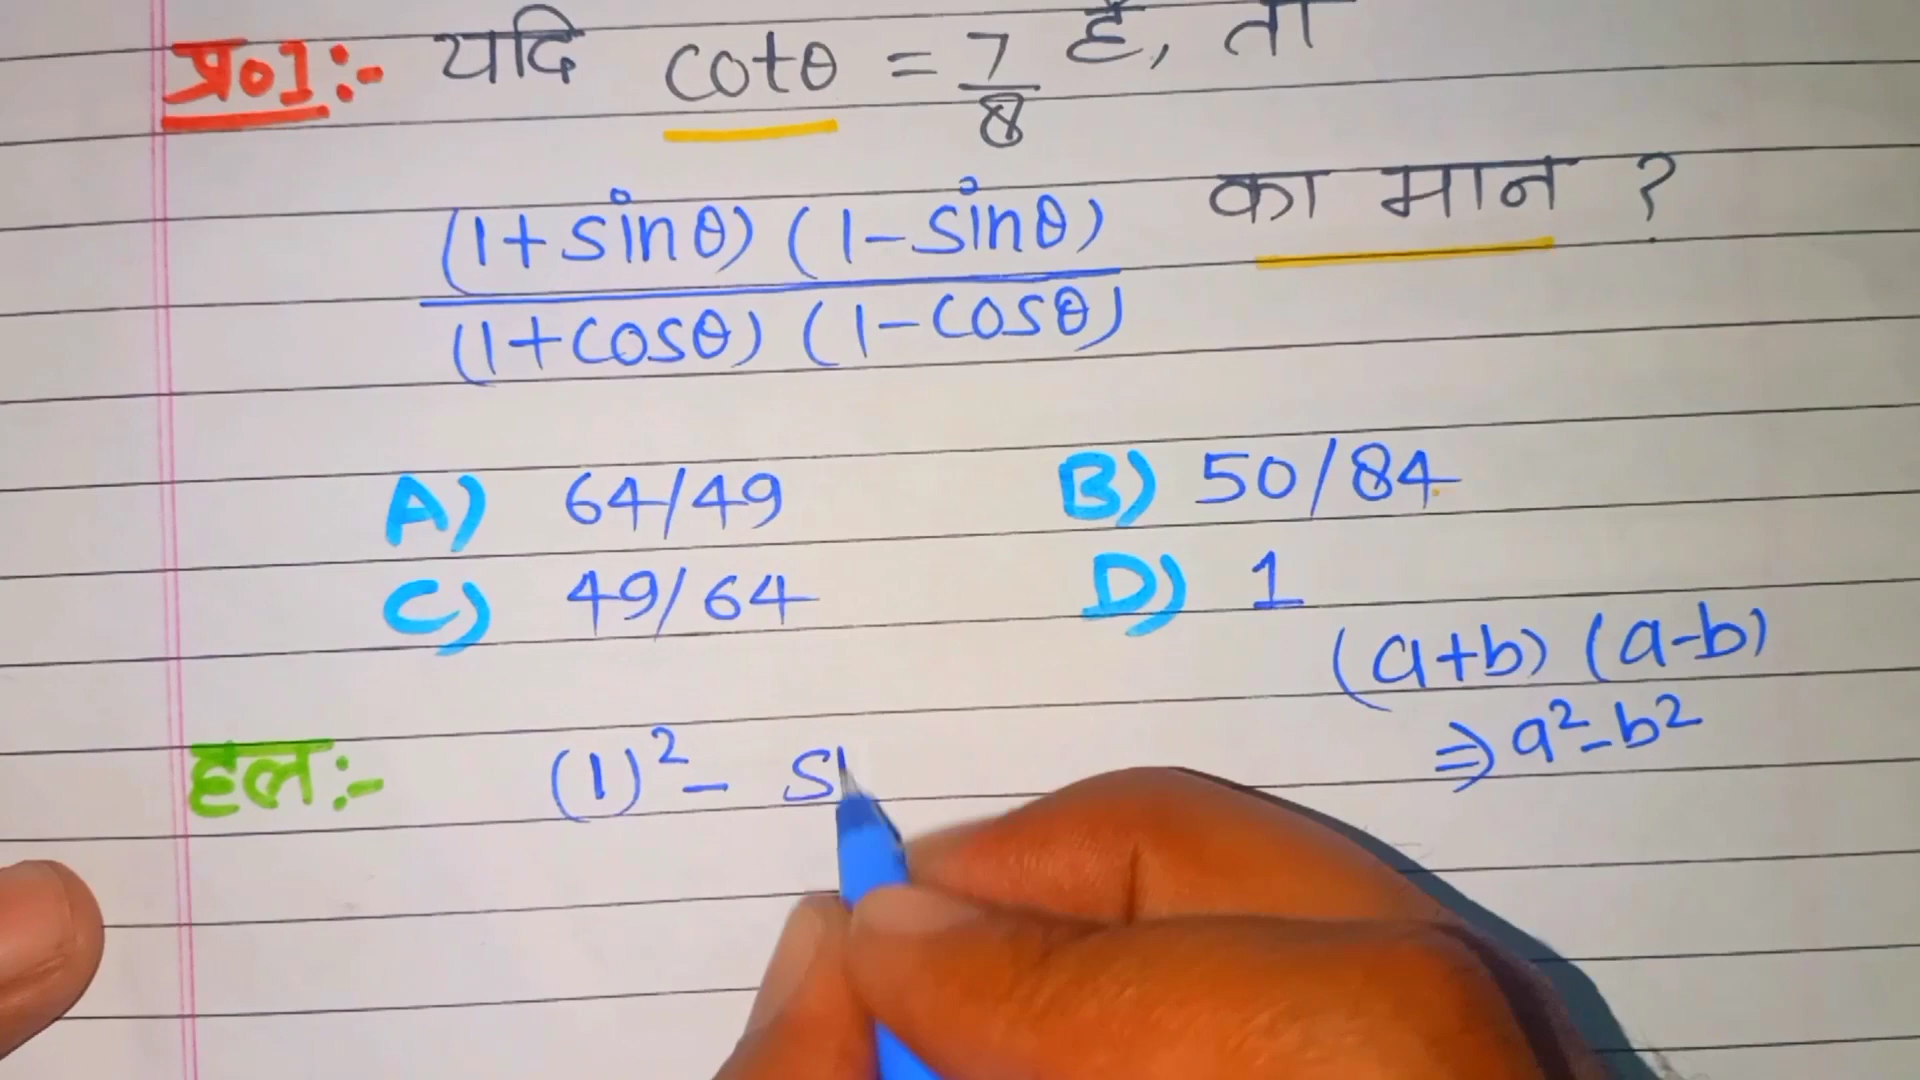 प्र०1:- यदि cotθ = 7/8 है, तो
(1+sinθ) (1-sinθ) का मान ?
(1+cosθ) (1-cosθ)
A) 64/49 B) 50/84
C) 49/64 D) 1
(a+b) (a-b)
⇒ a²-b²
हल:- (1)² - S